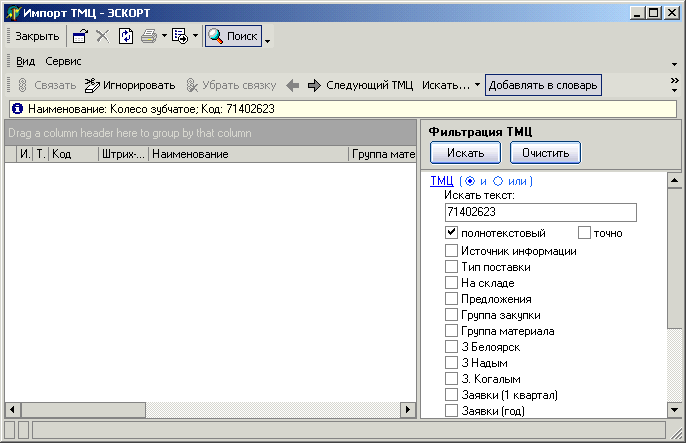 Импорт ТМЦ - ЭСКОРТ
Закрыть Поиск
Вид Сервис
Связать Игнорировать Убрать связку Следующий ТМЦ Искать... Добавлять в словарь
Наименование: Колесо зубчатое; Код: 71402623
Drag a column header here to group by that column
И. Т. Код Штрих-... Наименование Группа мате
Фильтрация ТМЦ
Искать Очистить
ТМЦ ( и или )
Искать текст:
71402623
полнотекстовый точно
Источник информации
Тип поставки
На складе
Предложения
Группа закупки
Группа материала
З Белоярск
З Надым
З. Когалым
Заявки (1 квартал)
Заявки (год)